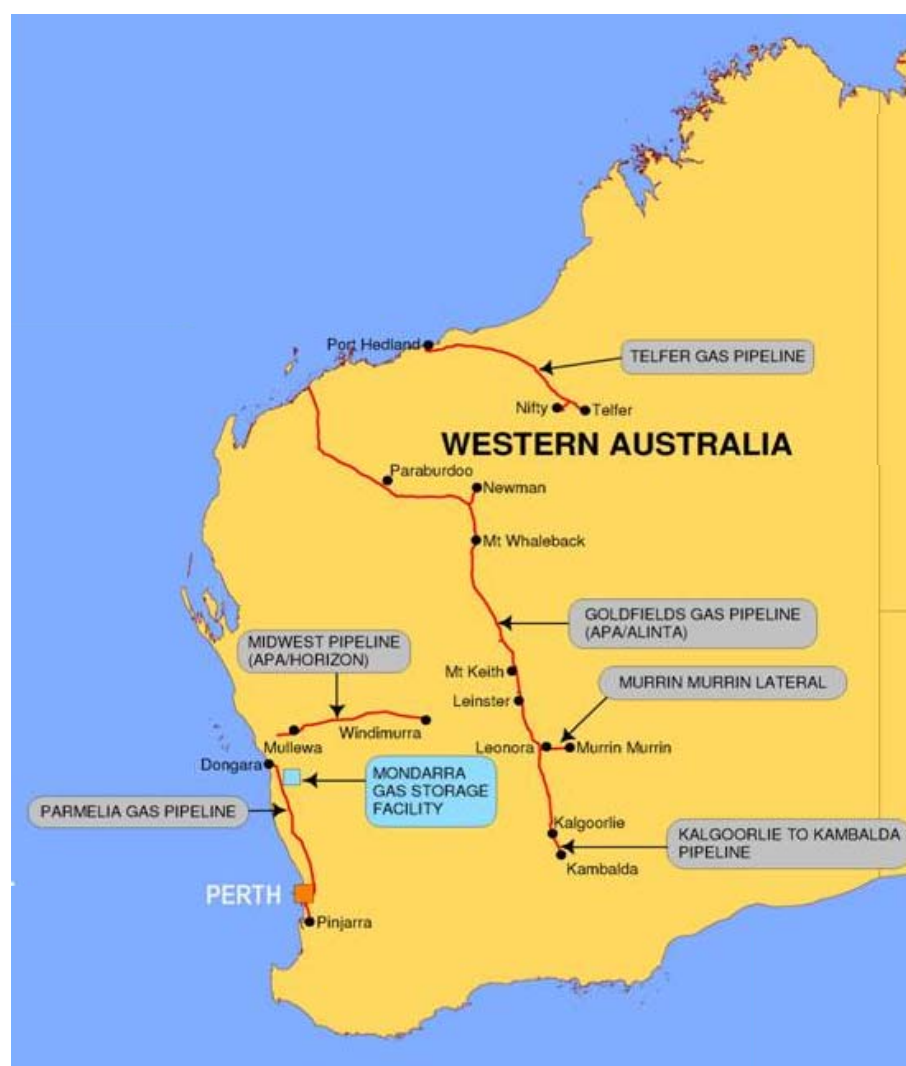 Port Hedland
TELFER GAS PIPELINE
Nifty
Telfer
WESTERN AUSTRALIA
Paraburdoo
Newman
Mt Whaleback
GOLDFIELDS GAS PIPELINE
(APA/ALINTA)
MIDWEST PIPELINE
(APA/HORIZON)
Mt Keith
MURRIN MURRIN LATERAL
Leinster
Mullewa
Windimurra
Leonora
Murrin Murrin
Dongara
MONDARRA
GAS STORAGE
FACILITY
PARMELIA GAS PIPELINE
Kalgoorlie
KALGOORLIE TO KAMBALDA
PIPELINE
Kambalda
PERTH
Pinjarra